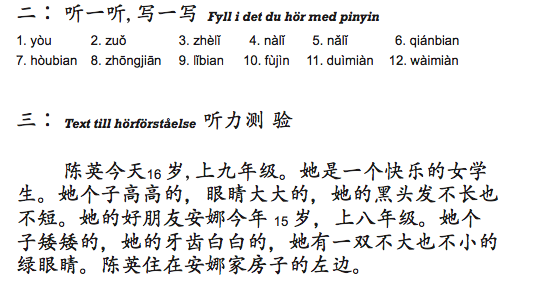 二：听一听,写一写 Fyll i det du hör med pinyin
1. yòu 2. zuǒ 3. zhèlǐ 4. nàlǐ 5. nǎlǐ 6. qiánbian
7. hòubian 8. zhōngjiān 9. lǐbian 10. fùjìn 11. duìmiàn 12. wàimiàn
三：Text till hörförståelse 听力测 验
陈英今天16 岁,上九年级。她是一个快乐的女学
生。她个子高高的，眼睛大大的，她的黑头发不长也
不短。她的好朋友安娜今年 15 岁，上八年级。她个
子矮矮的，她的牙齿白白的，她有一双不大也不小的
绿眼睛。陈英住在安娜家房子的左边。